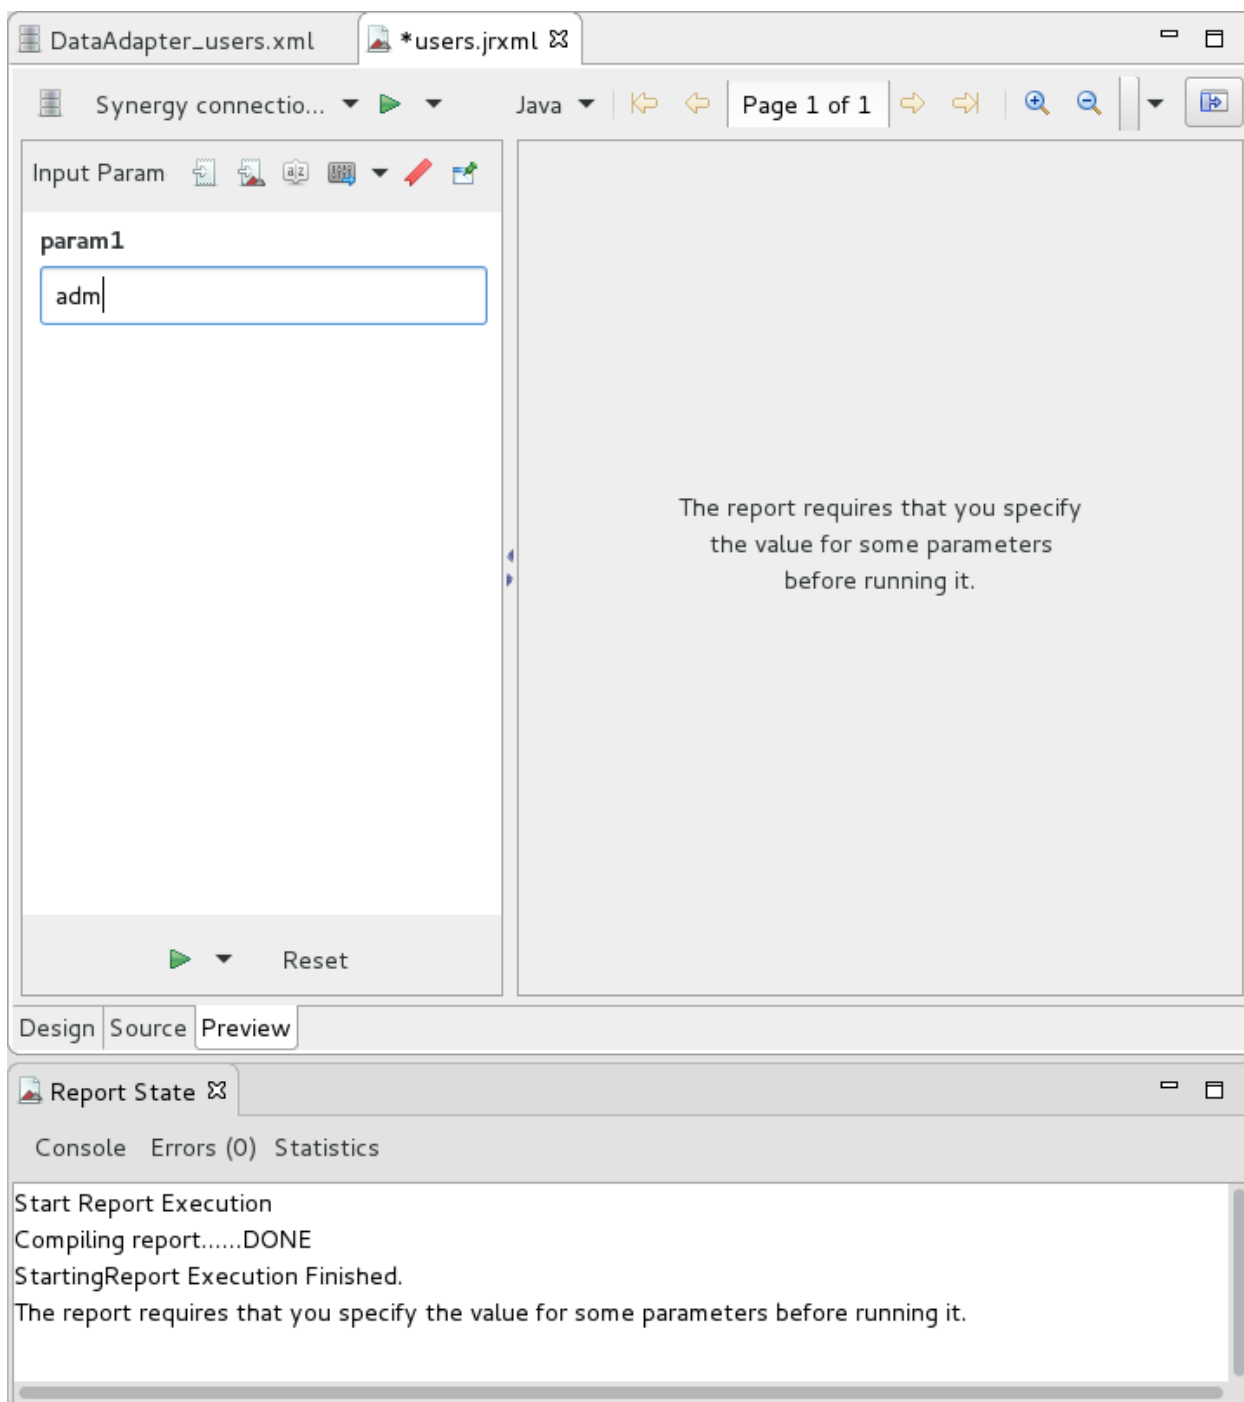 DataAdapter_users.xml *users.jrxml
Synergy connectio... Java Page 1 of 1
Input Param
param1
adm
The report requires that you specify
the value for some parameters
before running it.
Reset
Design Source Preview
Report State
Console Errors (0) Statistics
Start Report Execution
Compiling report......DONE
StartingReport Execution Finished.
The report requires that you specify the value for some parameters before running it.